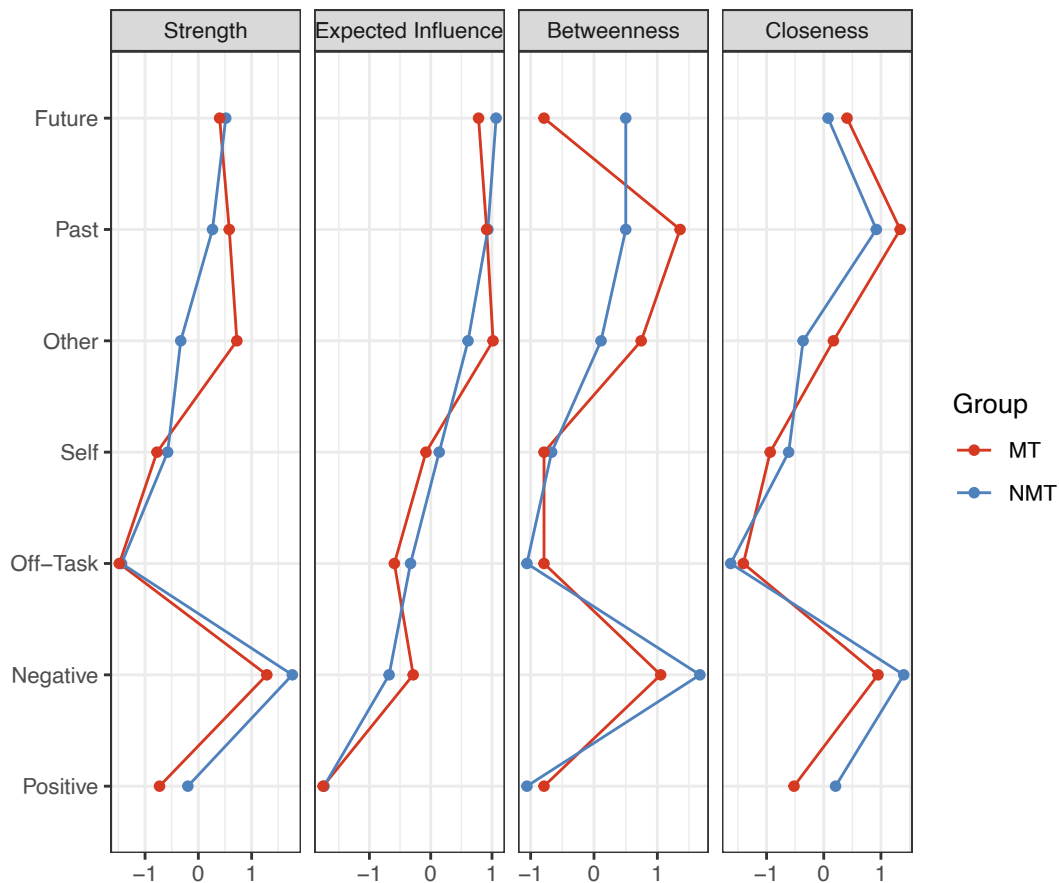 Strength Expected Influence Betweenness Closeness
Future
Past
Other
Self
Off−Task
Negative
Positive
−1 0 1 −1 0 1 −1 0 1 −1 0 1
Group
MT
NMT